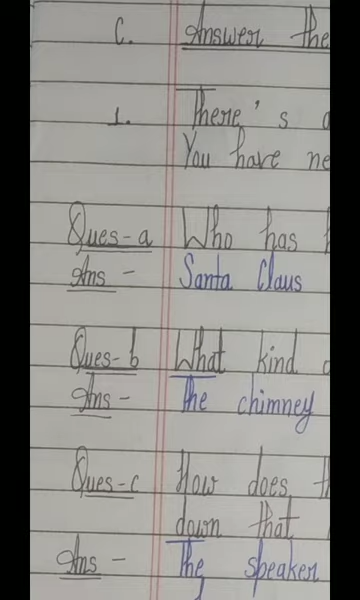 C. Answer the
1. There's a
You have ne
Ques-a Who has
Ans - Santa Claus
Ques-b What kind
Ans - The chimney
Ques-c How does th
down that
Ans - The speaker